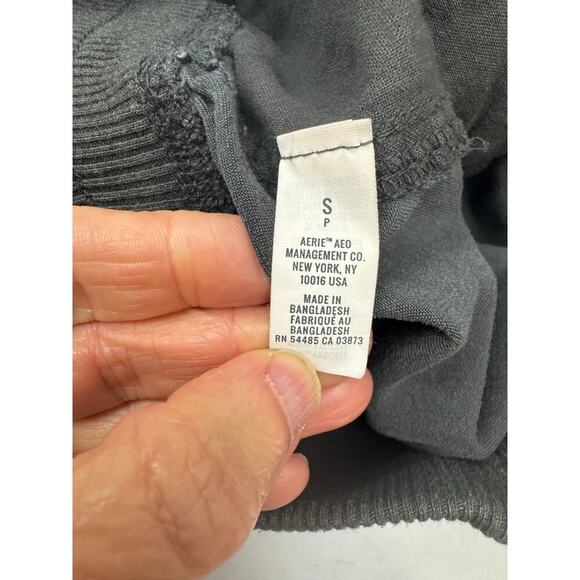 S
P
AERIE™ AEO
MANAGEMENT CO.
NEW YORK, NY
10016 USA
MADE IN
BANGLADESH
FABRIQUÉ AU
BANGLADESH
RN 54485 CA 03873